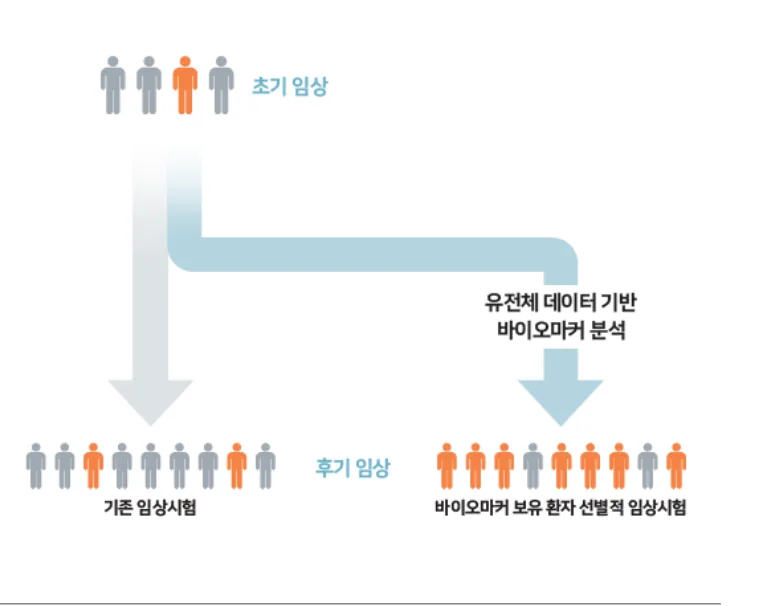 초기 임상
유전체 데이터 기반
바이오마커 분석
후기 임상
기존 임상시험
바이오마커 보유 환자 선별적 임상시험